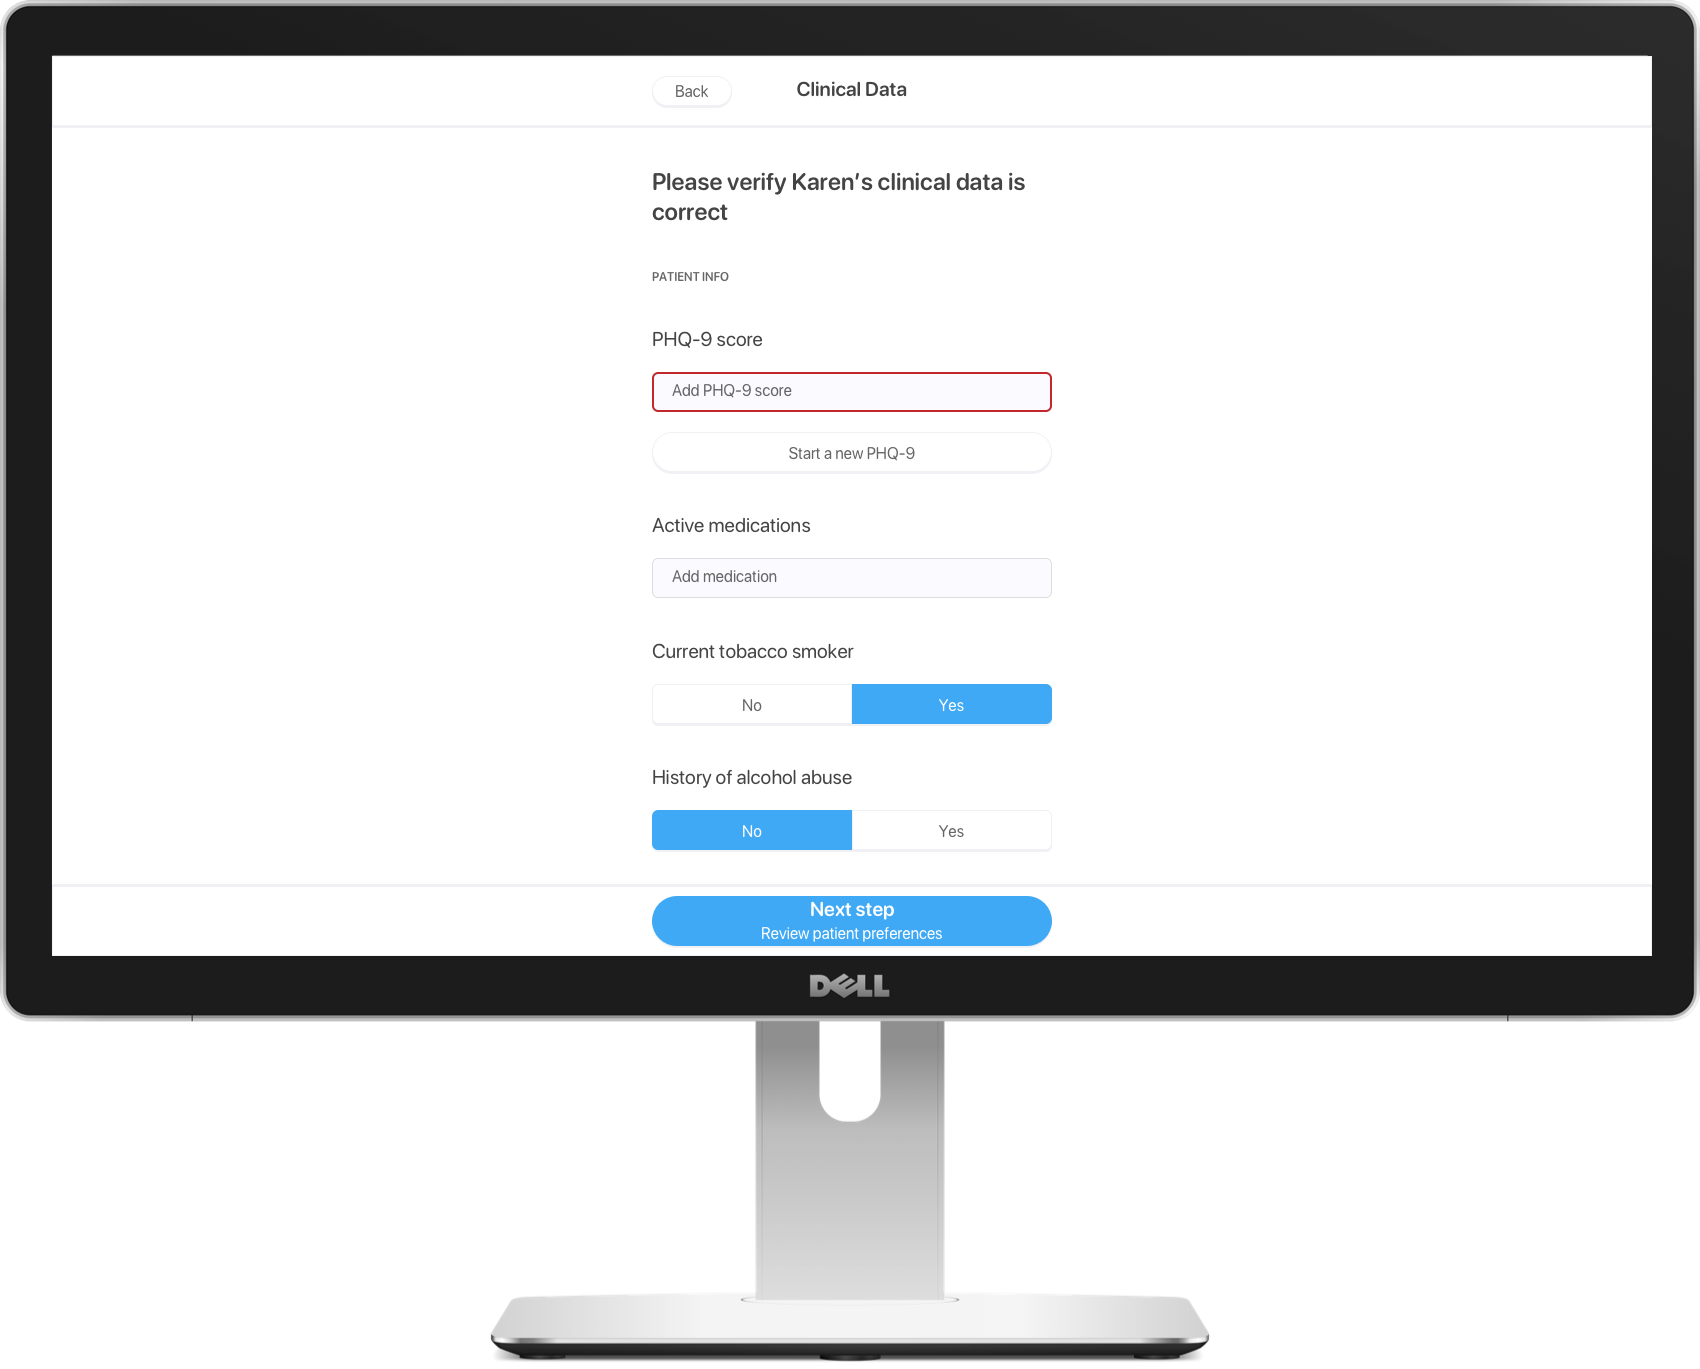 Back
Clinical Data
Please verify Karen’s clinical data is
correct
PATIENT INFO
PHQ-9 score
Add PHQ-9 score
Start a new PHQ-9
Active medications
Add medication
Current tobacco smoker
No
Yes
History of alcohol abuse
No
Yes
Next step
Review patient preferences
DELL